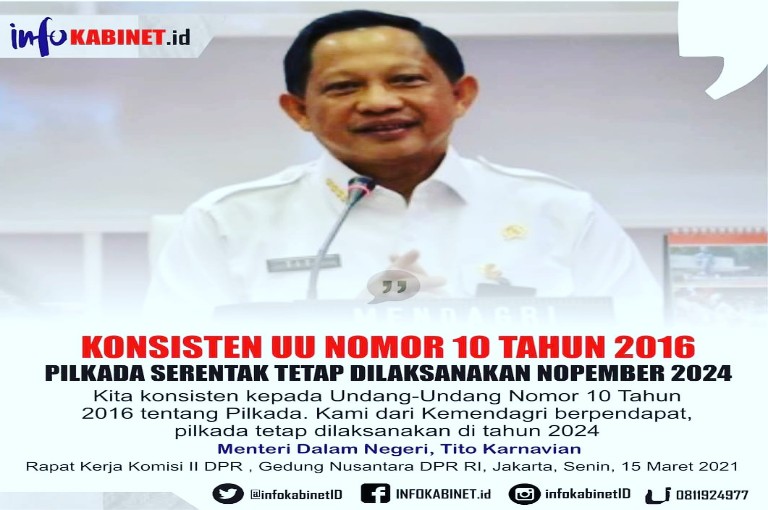 info KABINET.id
MENDAGRI
KONSISTEN UU NOMOR 10 TAHUN 2016
PILKADA SERENTAK TETAP DILAKSANAKAN NOPEMBER 2024
Kita konsisten kepada Undang-Undang Nomor 10 Tahun
2016 tentang Pilkada. Kami dari Kemendagri berpendapat,
pilkada tetap dilaksanakan di tahun 2024
Menteri Dalam Negeri, Tito Karnavian
Rapat Kerja Komisi II DPR , Gedung Nusantara DPR RI, Jakarta, Senin, 15 Maret 2021
@infokabinetID INFOKABINET.id infokabinetID 0811924977